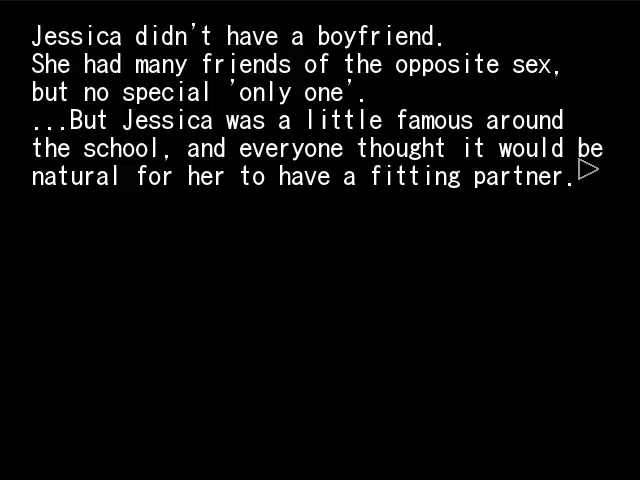 Jessica didn't have a boyfriend.
She had many friends of the opposite sex,
but no special 'only one'.
...But Jessica was a little famous around
the school, and everyone thought it would be
natural for her to have a fitting partner.